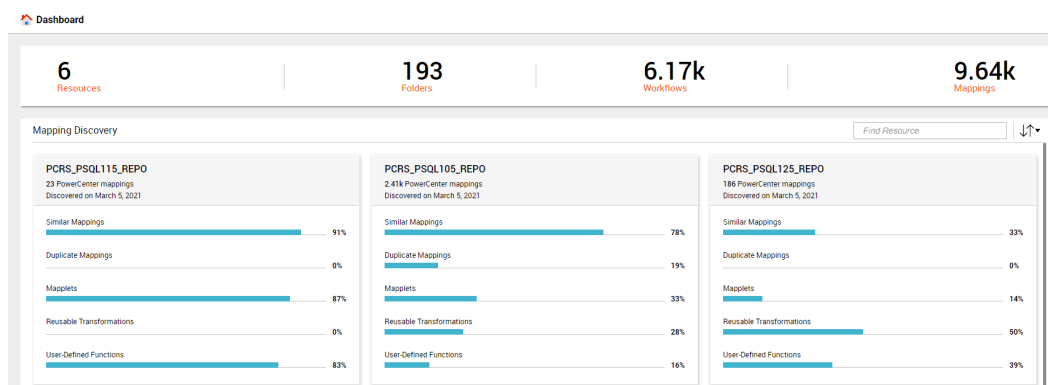 Dashboard
6 193 6.17k 9.64k
Resources Folders Workflows Mappings
Mapping Discovery Find Resource
PCRS_PSQL115_REPO
23 PowerCenter mappings
Discovered on March 5, 2021
Similar Mappings
91%
Duplicate Mappings
0%
Mapplets
87%
Reusable Transformations
0%
User-Defined Functions
83%
PCRS_PSQL105_REPO
2.41k PowerCenter mappings
Discovered on March 5, 2021
Similar Mappings
78%
Duplicate Mappings
19%
Mapplets
33%
Reusable Transformations
28%
User-Defined Functions
16%
PCRS_PSQL125_REPO
186 PowerCenter mappings
Discovered on March 5, 2021
Similar Mappings
33%
Duplicate Mappings
0%
Mapplets
14%
Reusable Transformations
50%
User-Defined Functions
39%